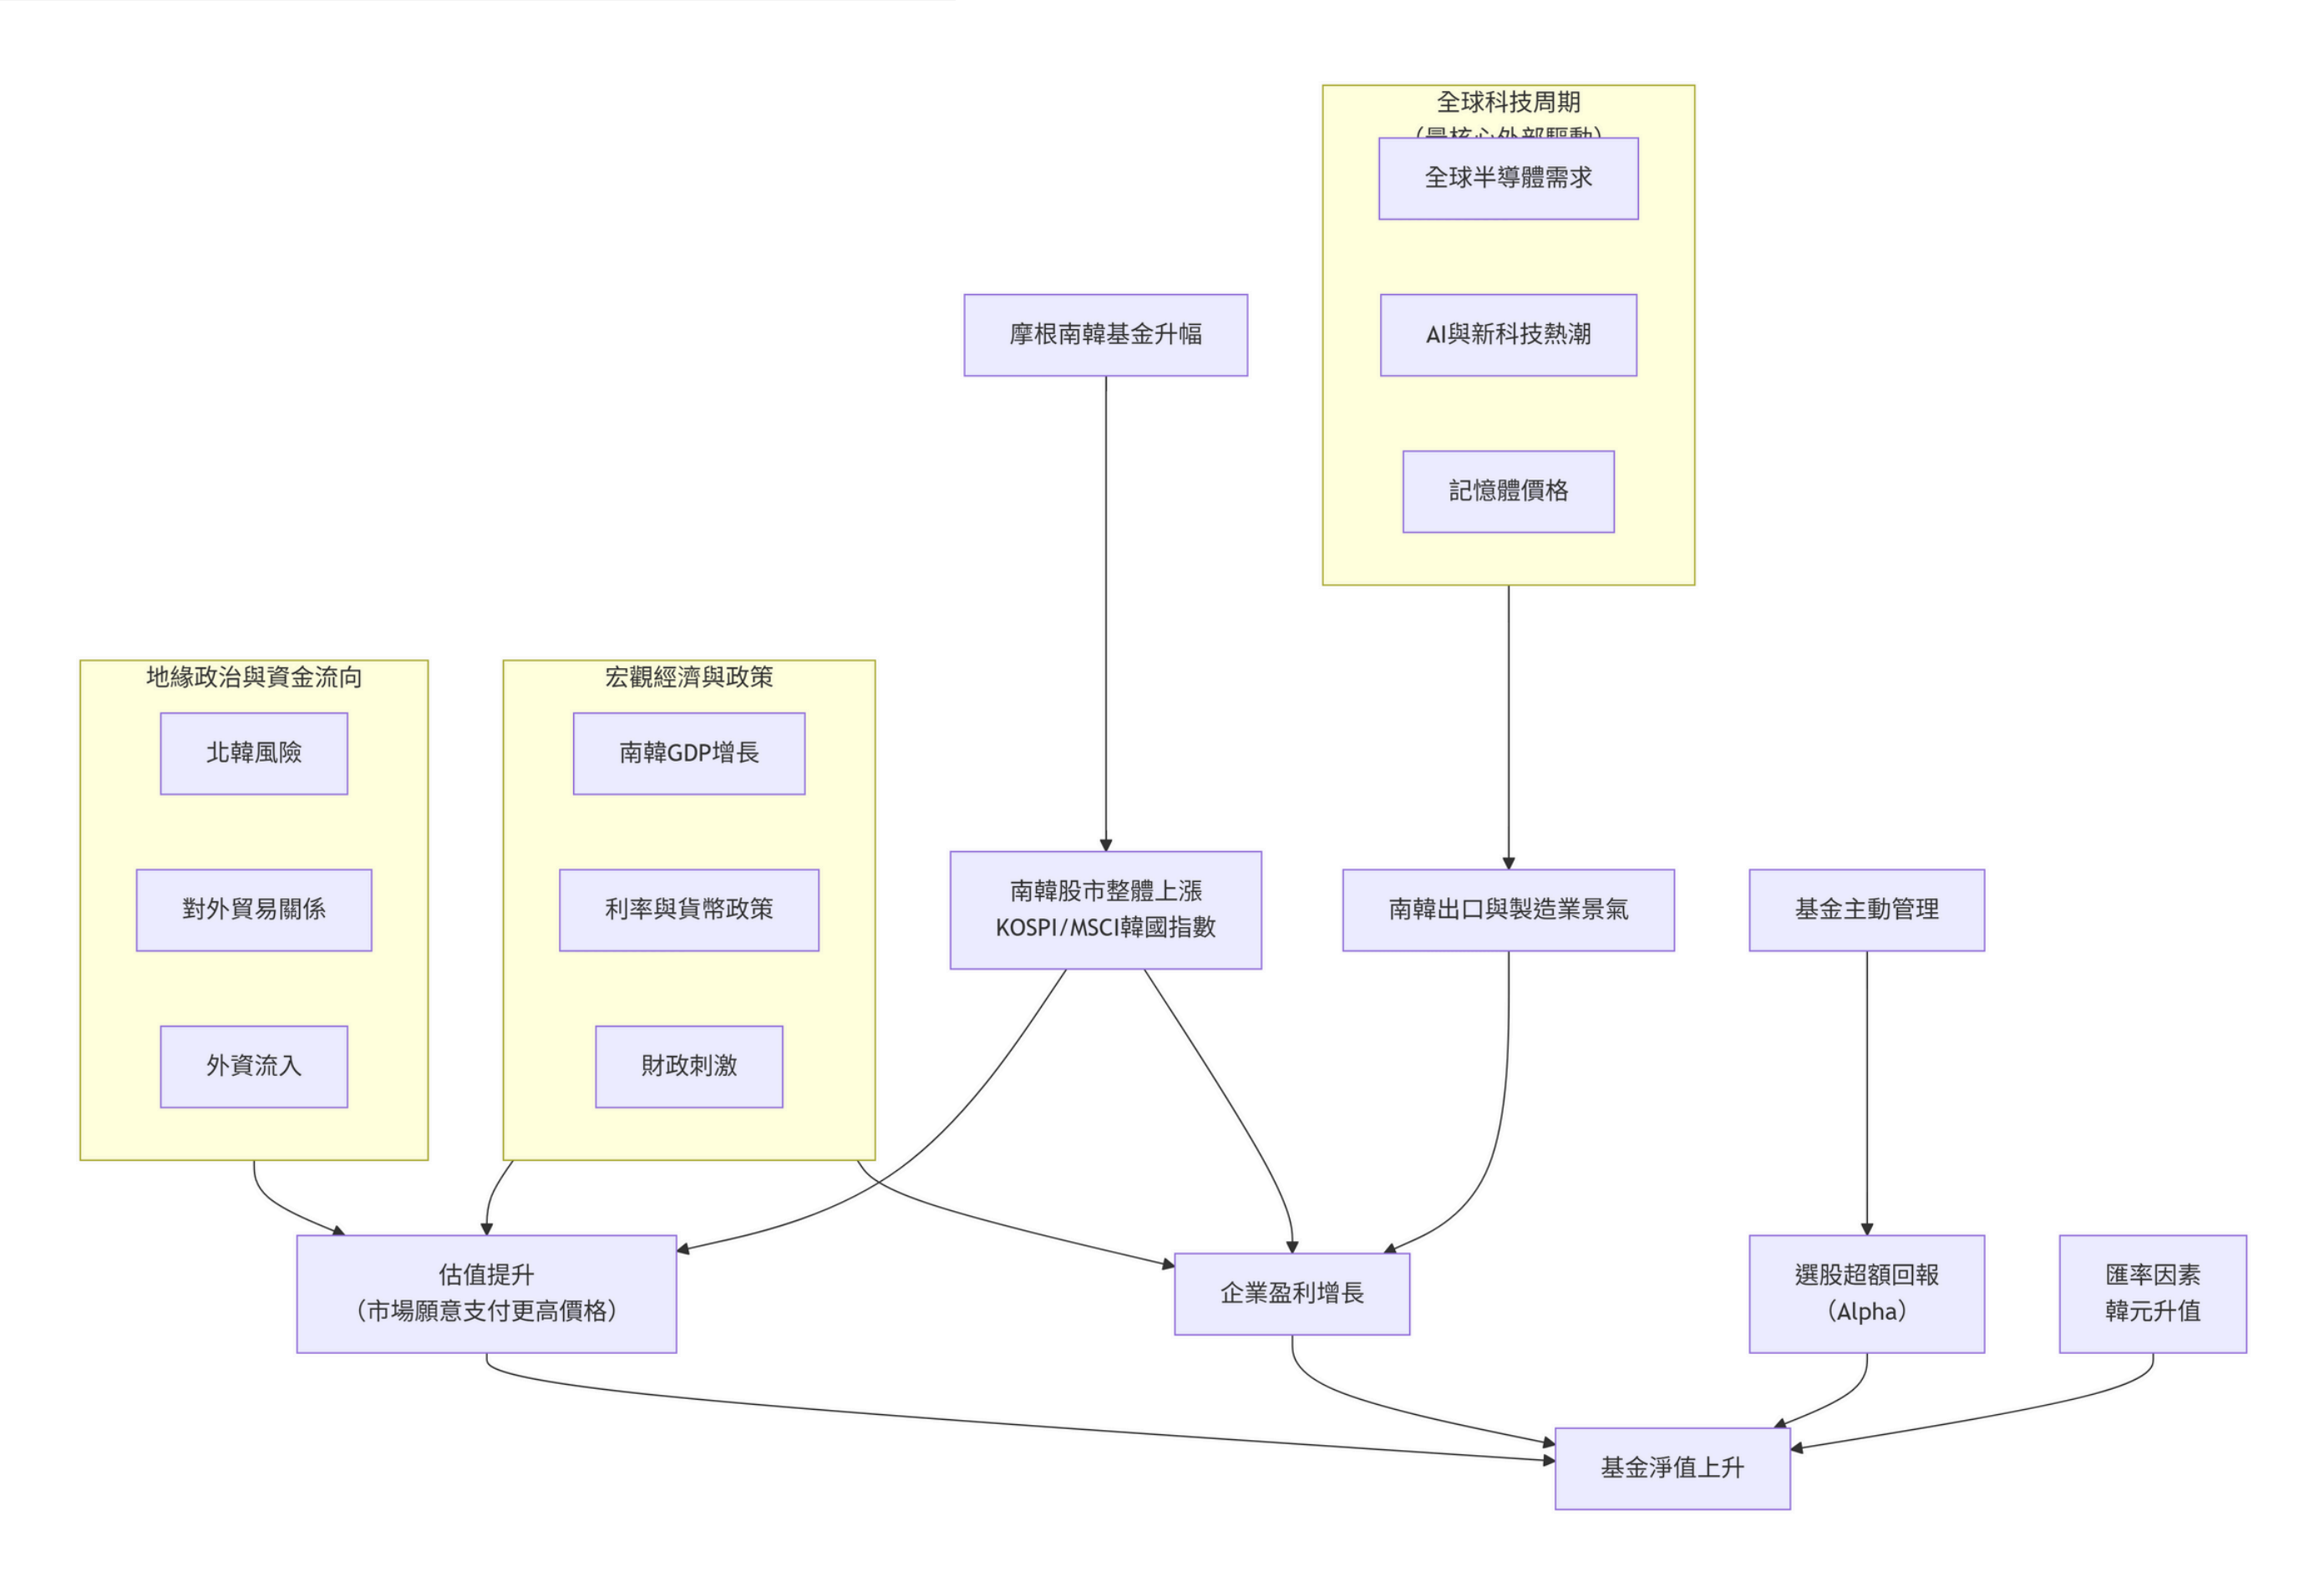 全球科技周期
（最核心外部驅動）
全球半導體需求
AI與新科技熱潮
記憶體價格
摩根南韓基金升幅
地緣政治與資金流向
北韓風險
對外貿易關係
外資流入
宏觀經濟與政策
南韓GDP增長
利率與貨幣政策
財政刺激
南韓股市整體上漲
KOSPI/MSCI韓國指數
南韓出口與製造業景氣
基金主動管理
估值提升
（市場願意支付更高價格）
企業盈利增長
選股超額回報
（Alpha）
匯率因素
韓元升值
基金淨值上升